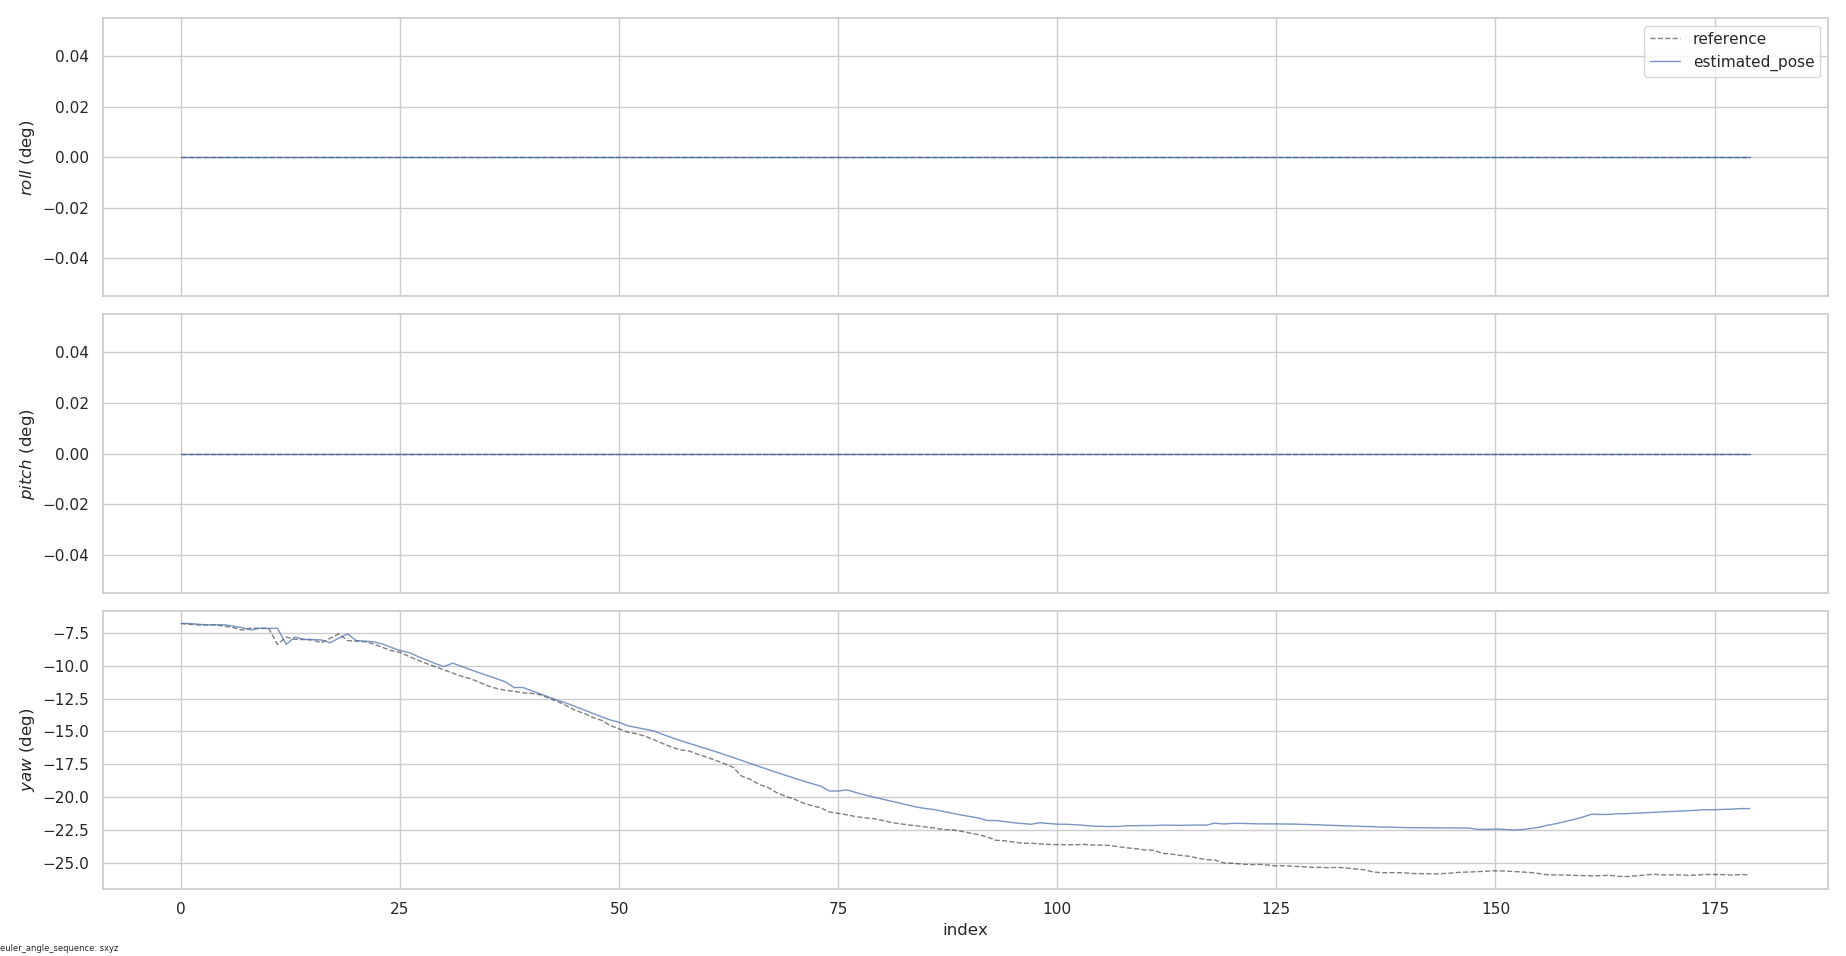 reference
estimated_pose
0.04
0.02
0.00
−0.02
−0.04
roll (deg)
0.04
0.02
0.00
−0.02
−0.04
pitch (deg)
−7.5
−10.0
−12.5
−15.0
−17.5
−20.0
−22.5
−25.0
yaw (deg)
0 25 50 75 100 125 150 175
index
euler_angle_sequence: sxyz